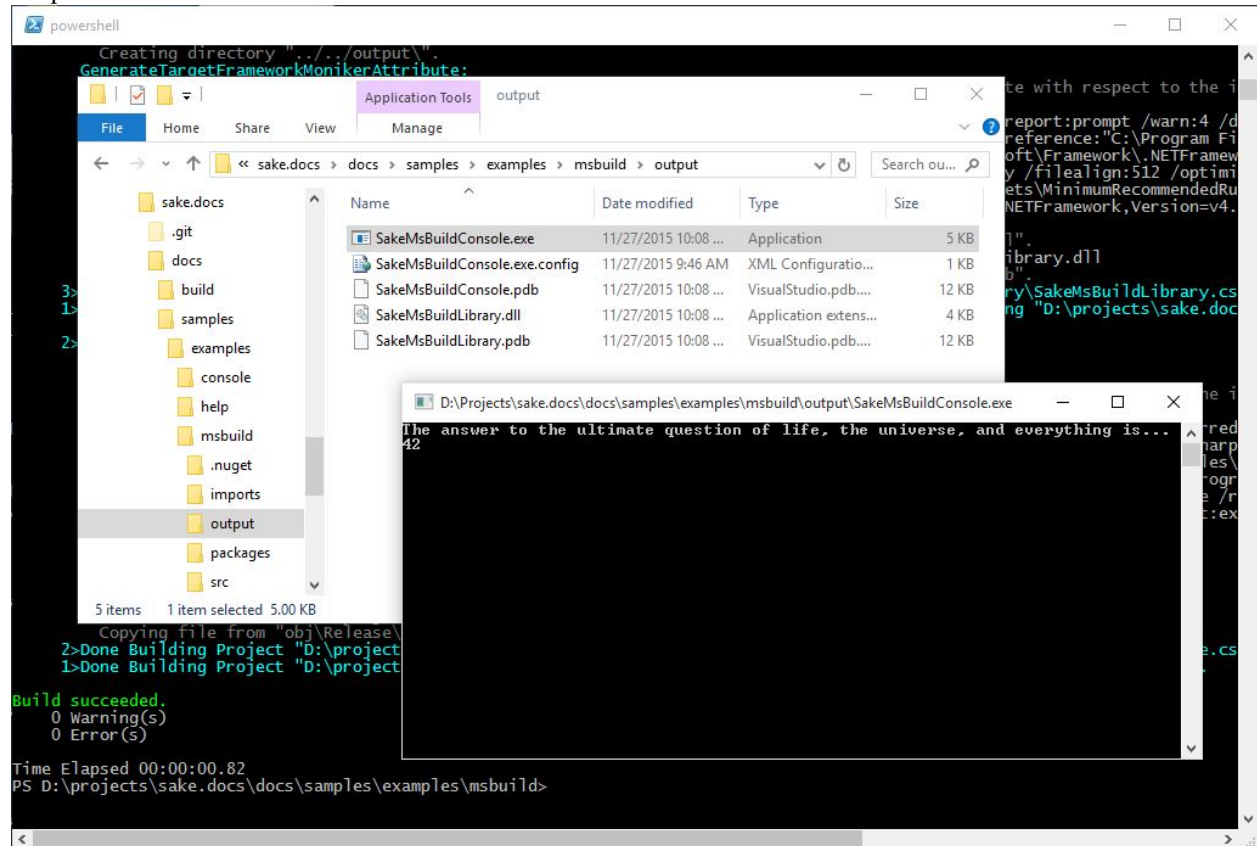 powershell
Creating directory "../../output\".
GenerateTargetFrameworkMonikerAttribute:
Application Tools output
te with respect to the i
File Home Share View Manage
report:prompt /warn:4 /d
reference:"C:\Program Fi
oft\Framework\.NETFramew
« sake.docs › docs › samples › examples › msbuild › output Search ou...
y /filealign:512 /optimi
ets\MinimumRecommendedRu
NETFramework,Version=v4.
sake.docs Name Date modified Type Size
.git SakeMsBuildConsole.exe 11/27/2015 10:08 ... Application 5 KB
l".
docs SakeMsBuildConsole.exe.config 11/27/2015 9:46 AM XML Configuratio... 1 KB
ibrary.dll
b".
3> build SakeMsBuildConsole.pdb 11/27/2015 10:08 ... VisualStudio.pdb.... 12 KB ry\SakeMsBuildLibrary.cs
1> samples SakeMsBuildLibrary.dll 11/27/2015 10:08 ... Application extens... 4 KB ng "D:\projects\sake.doc
2> examples SakeMsBuildLibrary.pdb 11/27/2015 10:08 ... VisualStudio.pdb.... 12 KB
console
D:\Projects\sake.docs\docs\samples\examples\msbuild\output\SakeMsBuildConsole.exe
he i
help
The answer to the ultimate question of life, the universe, and everything is...
rred
42
msbuild
harp
.nuget
les\
rogr
imports
e /r
output
t:ex
packages
src
5 items 1 item selected 5.00 KB
Copying file from "obj\Release\
2>Done Building Project "D:\project
e.cs
1>Done Building Project "D:\project
Build succeeded.
0 Warning(s)
0 Error(s)
Time Elapsed 00:00:00.82
PS D:\projects\sake.docs\docs\samples\examples\msbuild>